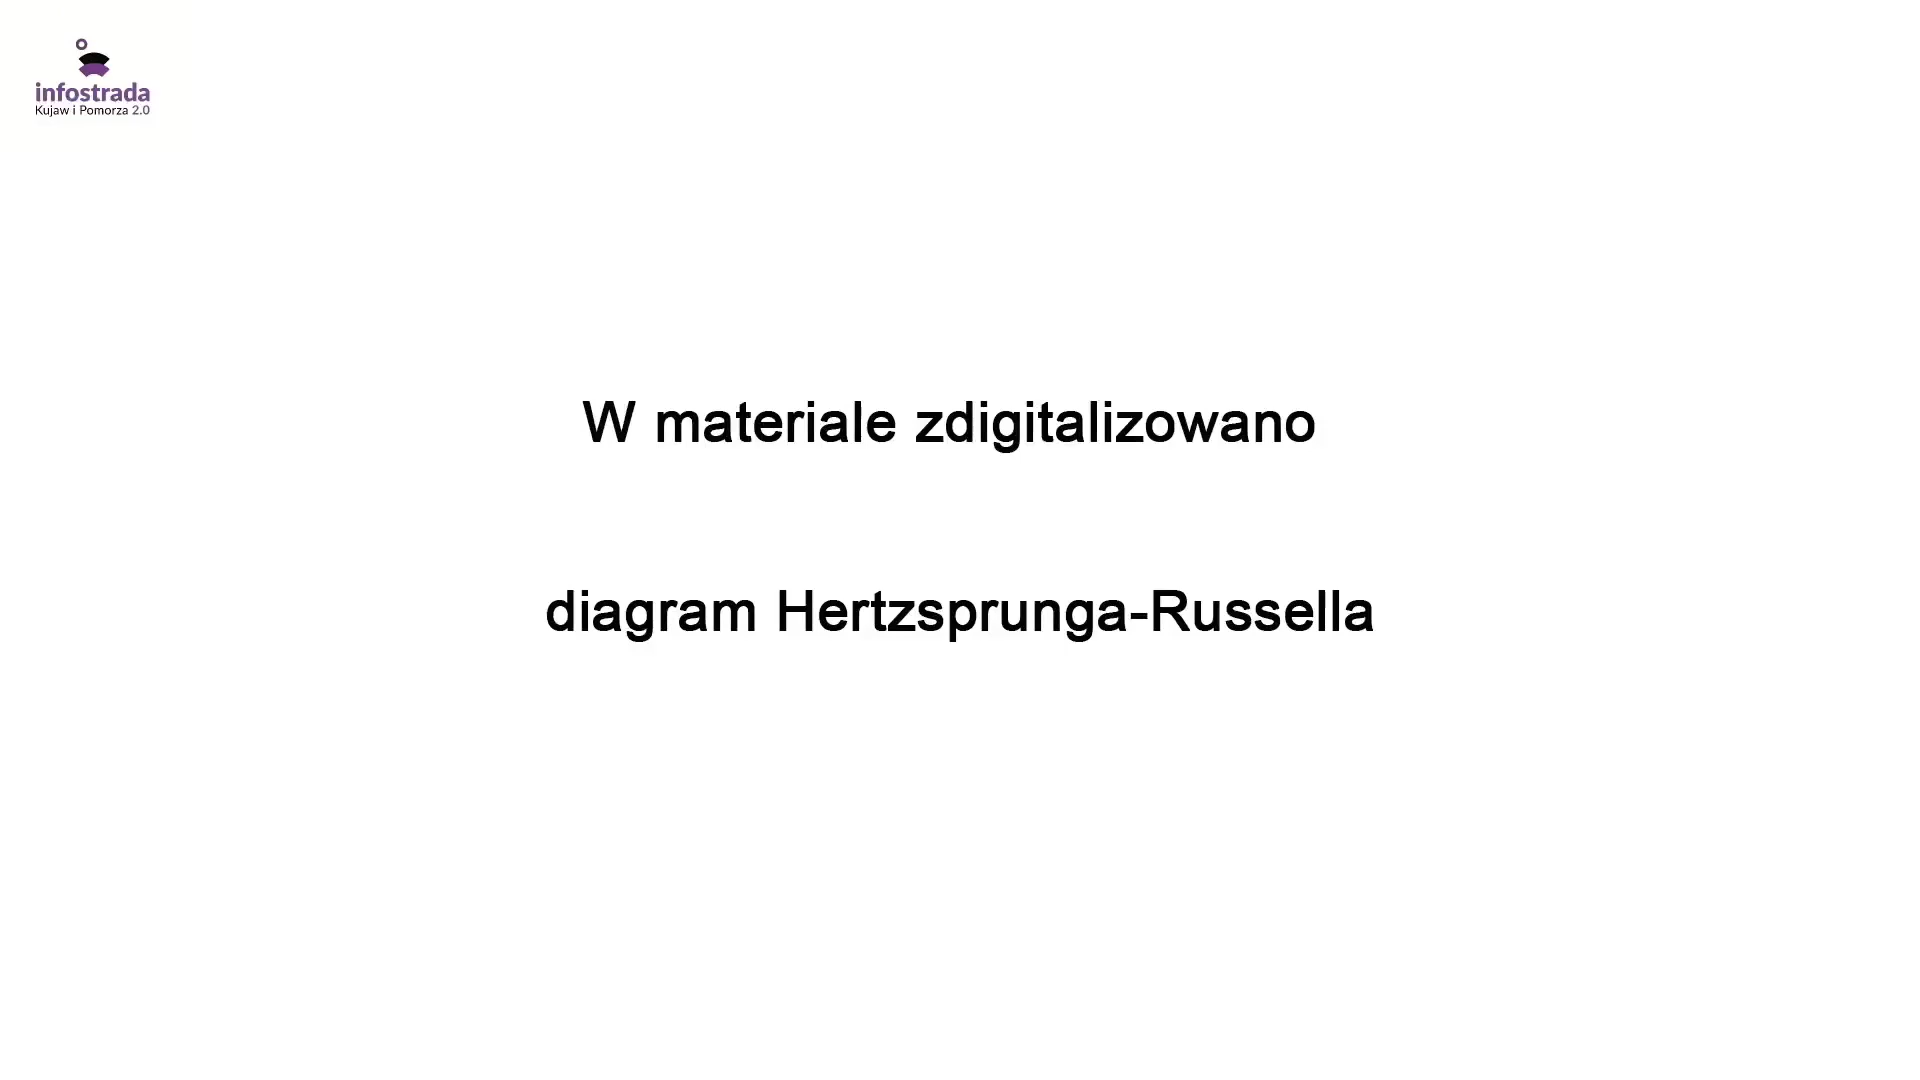 infostrada
Kujaw i Pomorza 2.0
W materiale zdigitalizowano
diagram Hertzsprunga-Russella